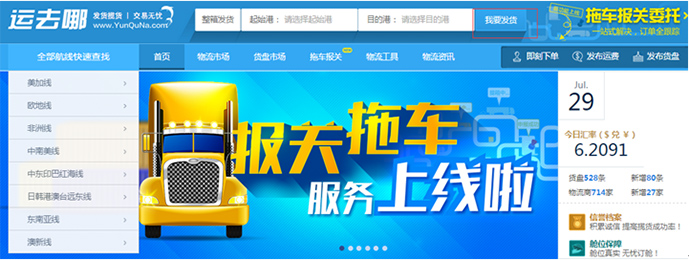 运去哪
发货揽货 | 交易无忧
www.YunQuNa.com
整箱发货 起始港: 请选择起始港 目的港: 请选择目的港 我要发货
拖车报关委托
一站式解决,订单全跟踪
全部航线快速查找 首页 物流市场 货盘市场 拖车报关 物流工具 物流资讯 即刻下单 发布运费 发布货盘
美加线
欧地线
非洲线
中南美线
中东印巴红海线
日韩港澳台远东线
东南亚线
澳新线
报关拖车
服务上线啦
Jul.
29
今日汇率 ( $ 兑 ¥ )
6.2091
货盘528条 新增80条
物流商714家 新增27家
信誉档案
积累诚信 提高揽货成功率!
舱位保障
舱位真实 无忧订舱!